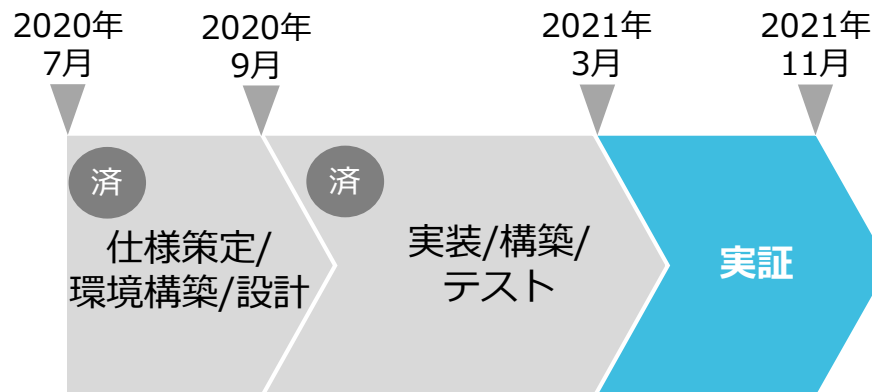 2020年
7月
2020年
9月
2021年
3月
2021年
11月
済
仕様策定/
環境構築/設計
済
実装/構築/
テスト
実証